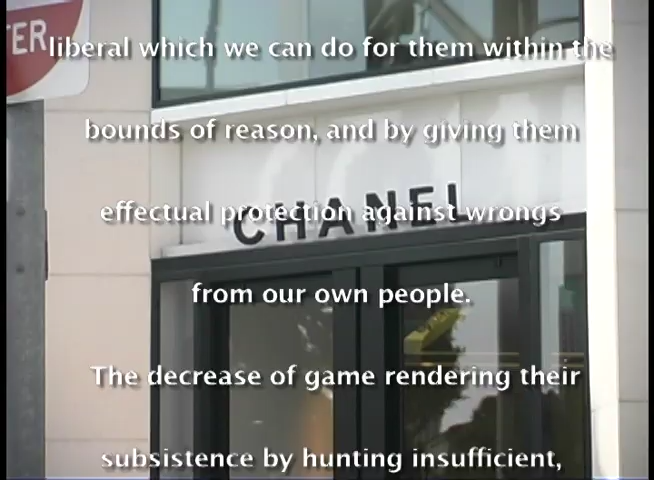 ER
liberal which we can do for them within the
bounds of reason, and by giving them
effectual protection against wrongs
CHANEL
from our own people.
The decrease of game rendering their
subsistence by hunting insufficient,